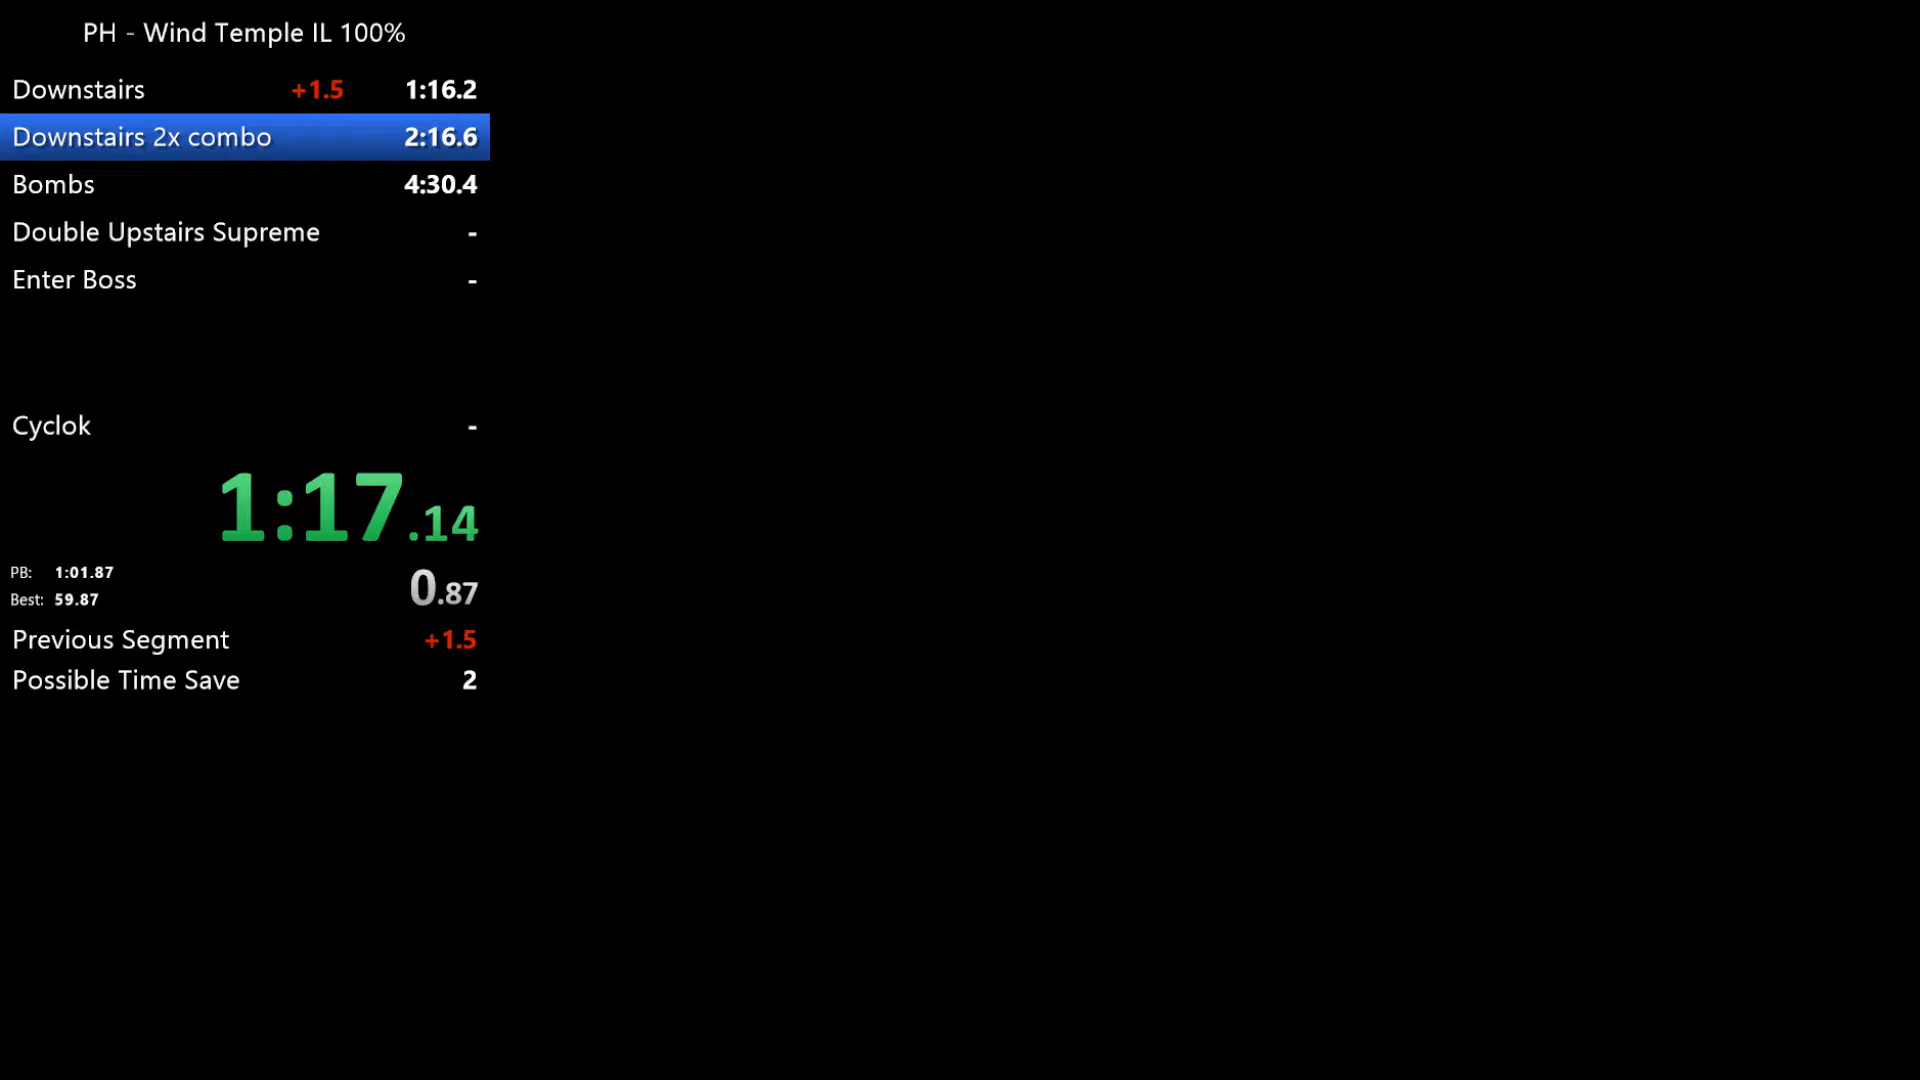 PH - Wind Temple IL 100%
Downstairs +1.5 1:16.2
Downstairs 2x combo 2:16.6
Bombs 4:30.4
Double Upstairs Supreme -
Enter Boss -
Cyclok -
1:17.14
PB: 1:01.87
0.87
Best: 59.87
Previous Segment +1.5
Possible Time Save 2